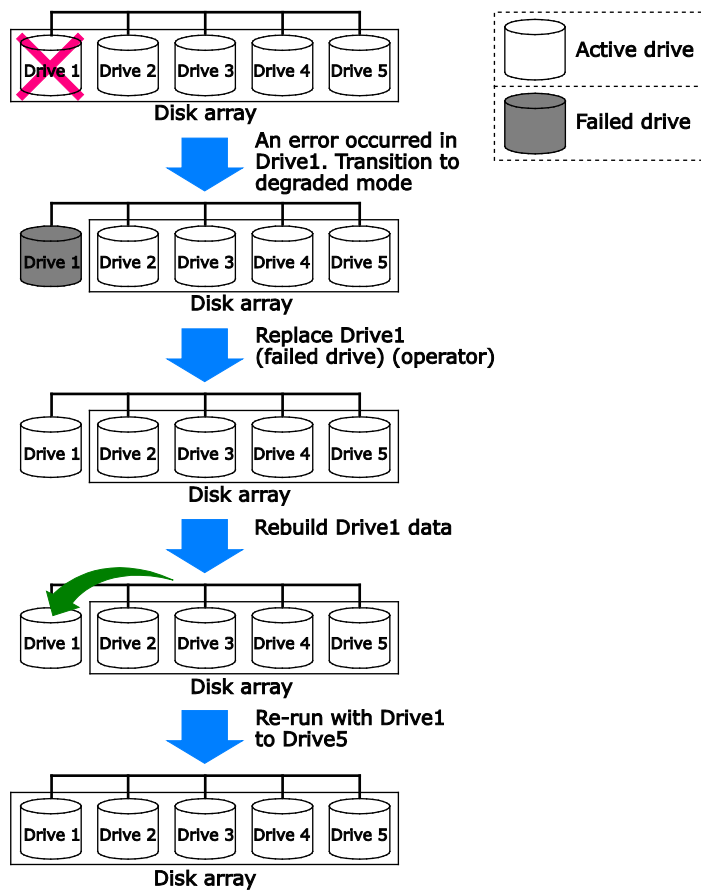 Drive 1 Drive 2 Drive 3 Drive 4 Drive 5
Disk array
Active drive
Failed drive
An error occurred in
Drive1. Transition to
degraded mode
Drive 1 Drive 2 Drive 3 Drive 4 Drive 5
Disk array
Replace Drive1
(failed drive) (operator)
Drive 1 Drive 2 Drive 3 Drive 4 Drive 5
Disk array
Rebuild Drive1 data
Drive 1 Drive 2 Drive 3 Drive 4 Drive 5
Disk array
Re-run with Drive1
to Drive5
Drive 1 Drive 2 Drive 3 Drive 4 Drive 5
Disk array